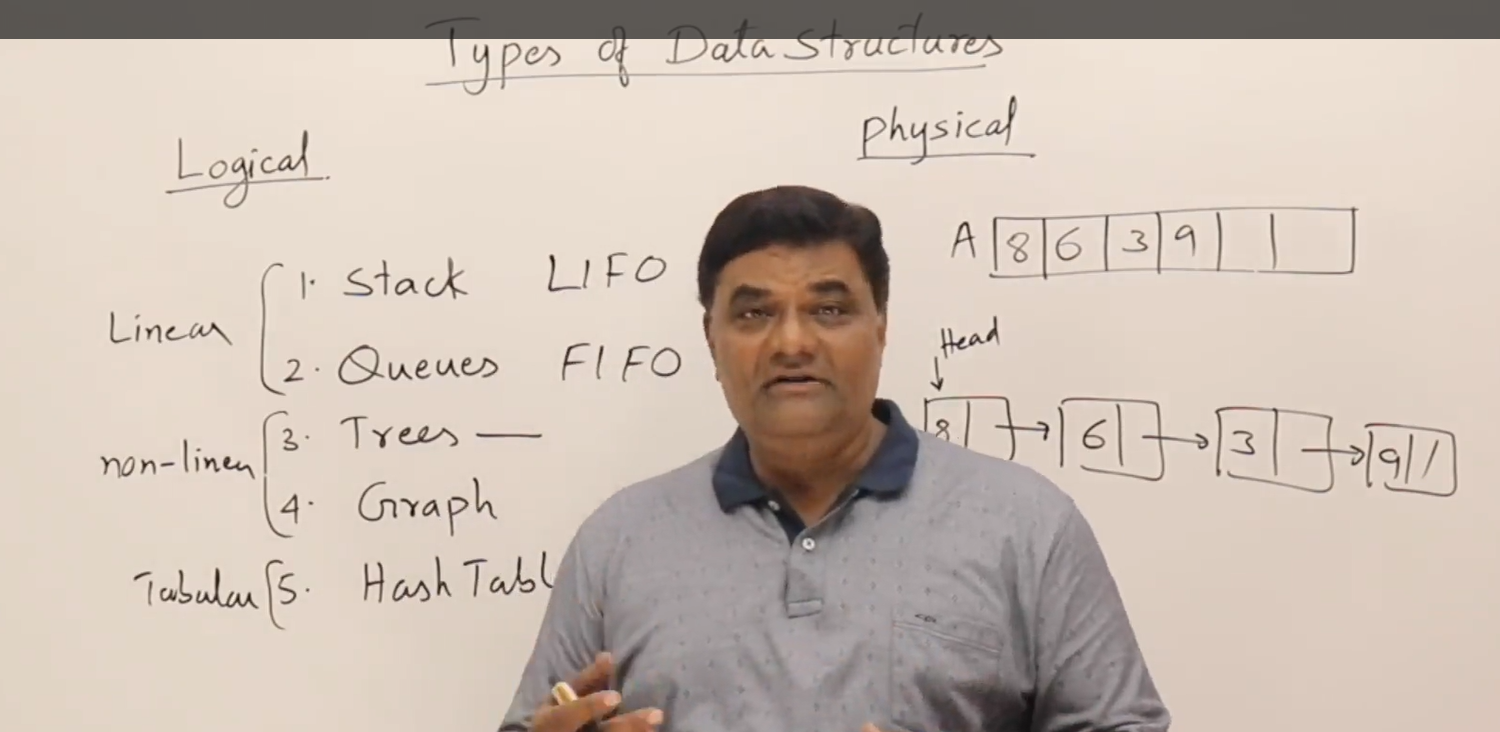 Types of Data Structures
Logical
Linear
1. Stack LIFO
2. Queues FIFO
non-linear
3. Trees —
4. Graph
Tabular
5. Hash Tabl
Physical
A 8 6 3 9
Head
8 6 3 9 /